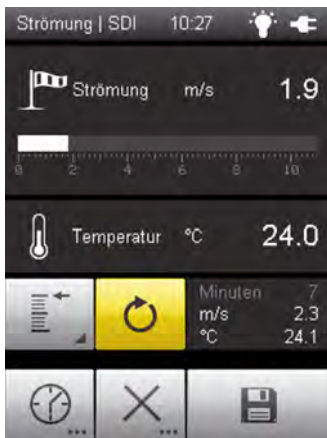 Strömung | SDI 10:27
Strömung m/s 1.9
0 2 4 6 8 10
Temperatur °C 24.0
Minuten 7
m/s 2.3
°C 24.1